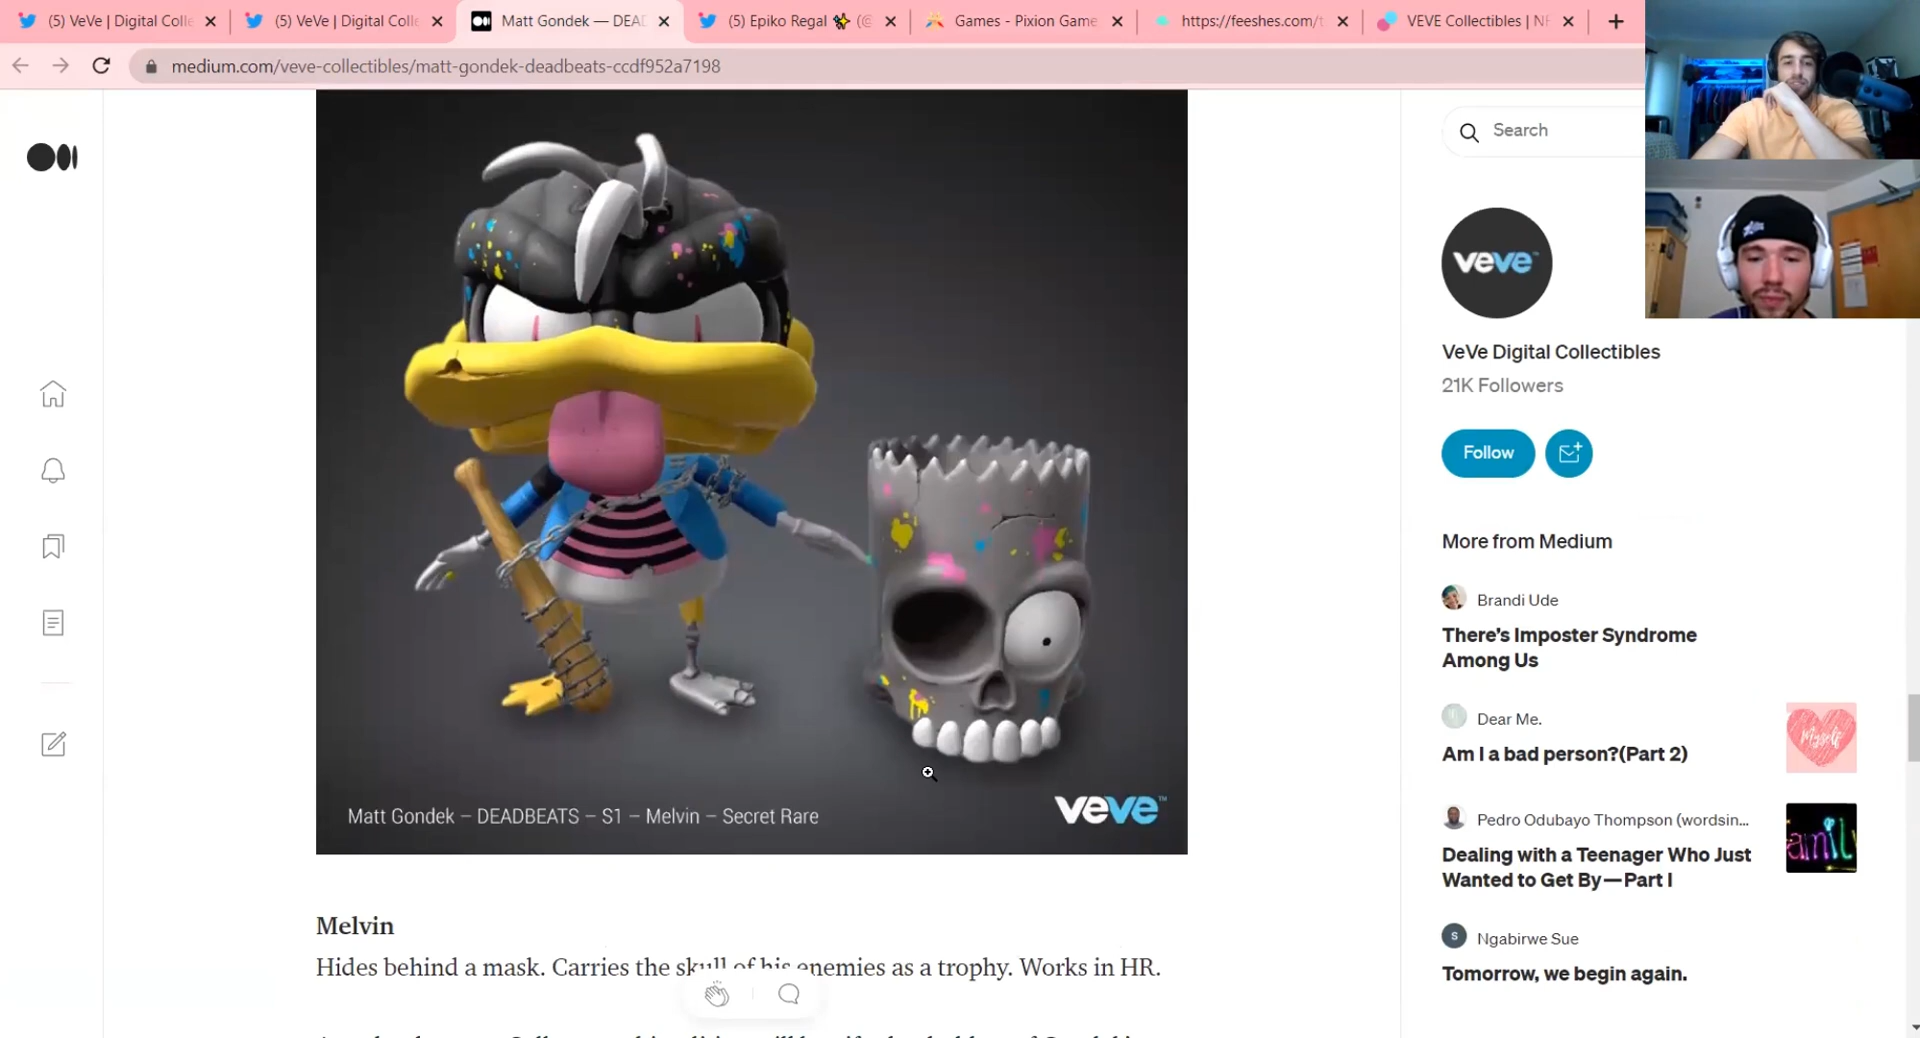 (5) VeVe | Digital Colle
(5) VeVe | Digital Colle
Matt Gondek — DEAD
(5) Epiko Regal ✨ (@
Games - Pixion Game
https://feeshes.com/t
VEVE Collectibles | NF
medium.com/veve-collectibles/matt-gondek-deadbeats-ccdf952a7198
Search
veve
VeVe Digital Collectibles
21K Followers
Follow
More from Medium
Brandi Ude
There's Imposter Syndrome
Among Us
Dear Me.
Am I a bad person?(Part 2)
Myself
Pedro Odubayo Thompson (wordsin...
Dealing with a Teenager Who Just
Wanted to Get By—Part I
amil
S
Ngabirwe Sue
Tomorrow, we begin again.
Matt Gondek – DEADBEATS – S1 – Melvin – Secret Rare
veve™
Melvin
Hides behind a mask. Carries the skull of his enemies as a trophy. Works in HR.